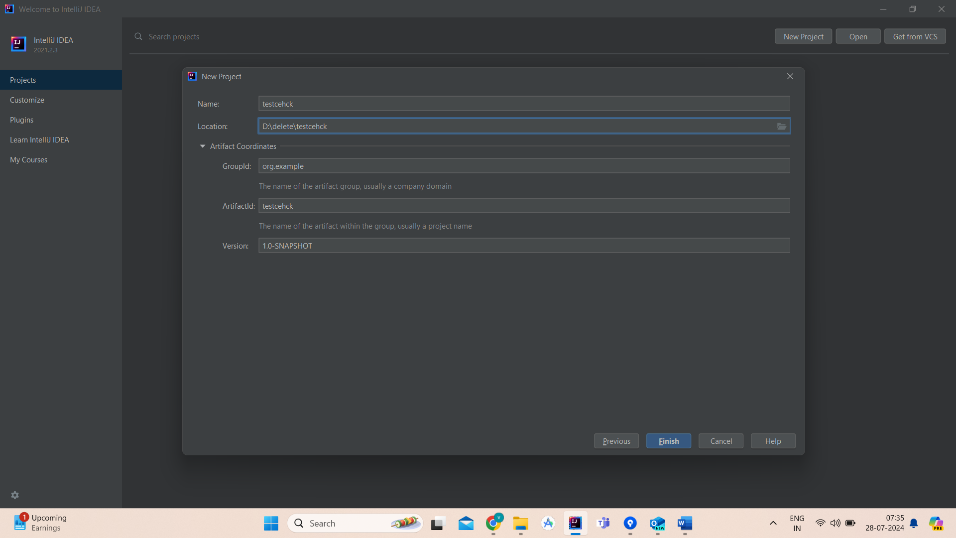 Welcome to IntelliJ IDEA
IntelliJ IDEA
Search projects
New Project
Open
Get from VCS
Projects
Customize
Plugins
Learn IntelliJ IDEA
My Courses
New Project
Name: testcehck
Location: D:\delete\testcehck
Artifact Coordinates
GroupId: org.example
The name of the artifact group, usually a company domain
ArtifactId: testcehck
The name of the artifact within the group, usually a project name
Version: 1.0-SNAPSHOT
Previous
Finish
Cancel
Help
1
Upcoming
Earnings
Search
ENG
IN
07:35
28-07-2024
PRE